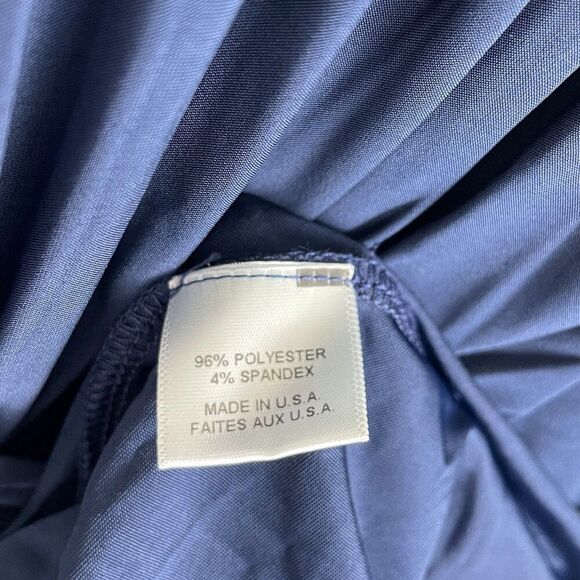 96% POLYESTER
4% SPANDEX
MADE IN U.S.A.
FAITES AUX U.S.A.